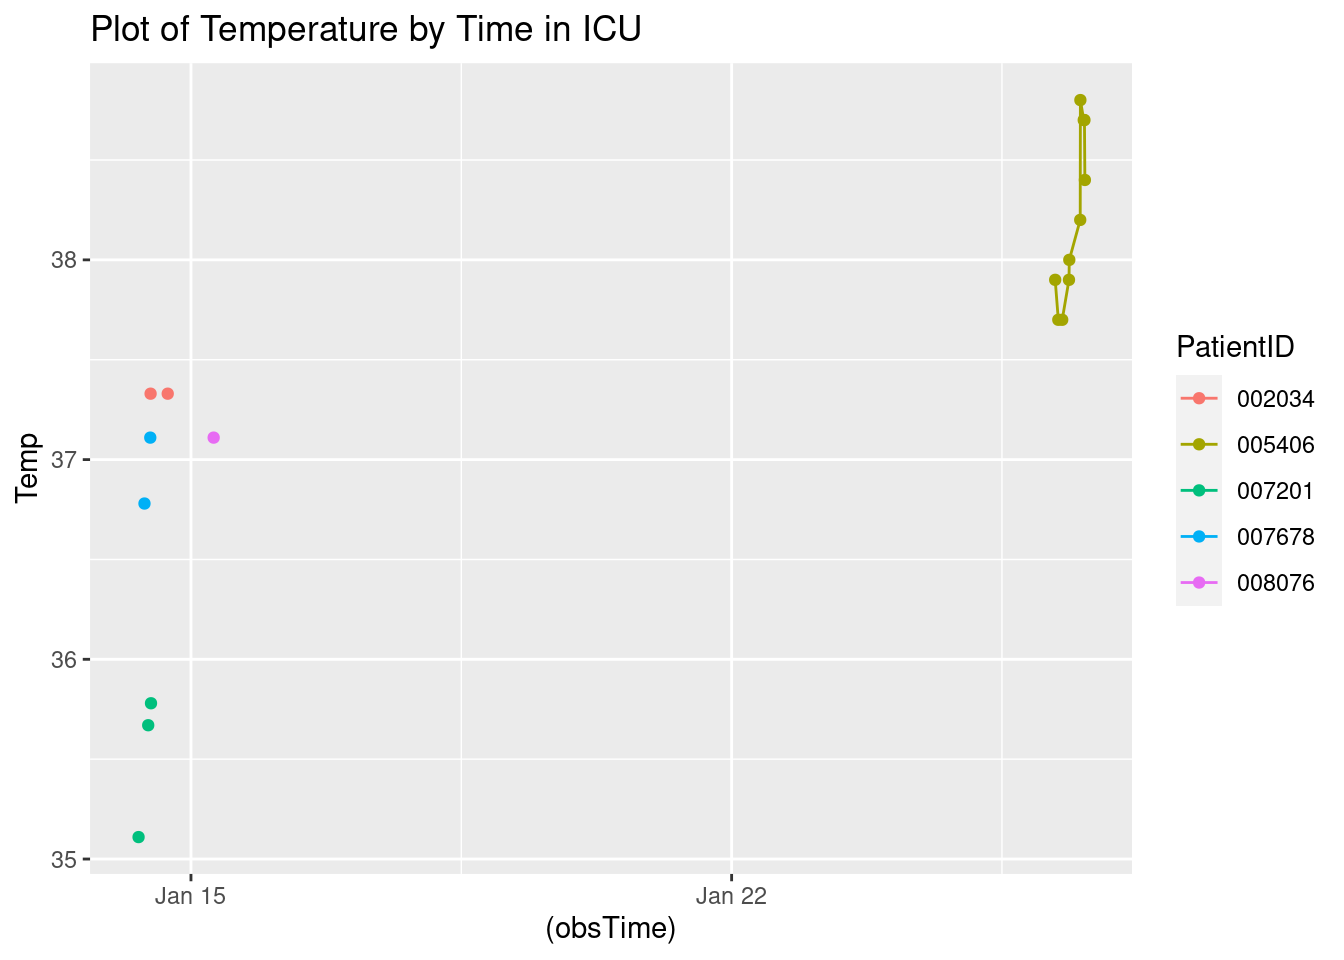 Plot of Temperature by Time in ICU
Temp
38
37
36
35
Jan 15
Jan 22
(obsTime)
PatientID
002034
005406
007201
007678
008076